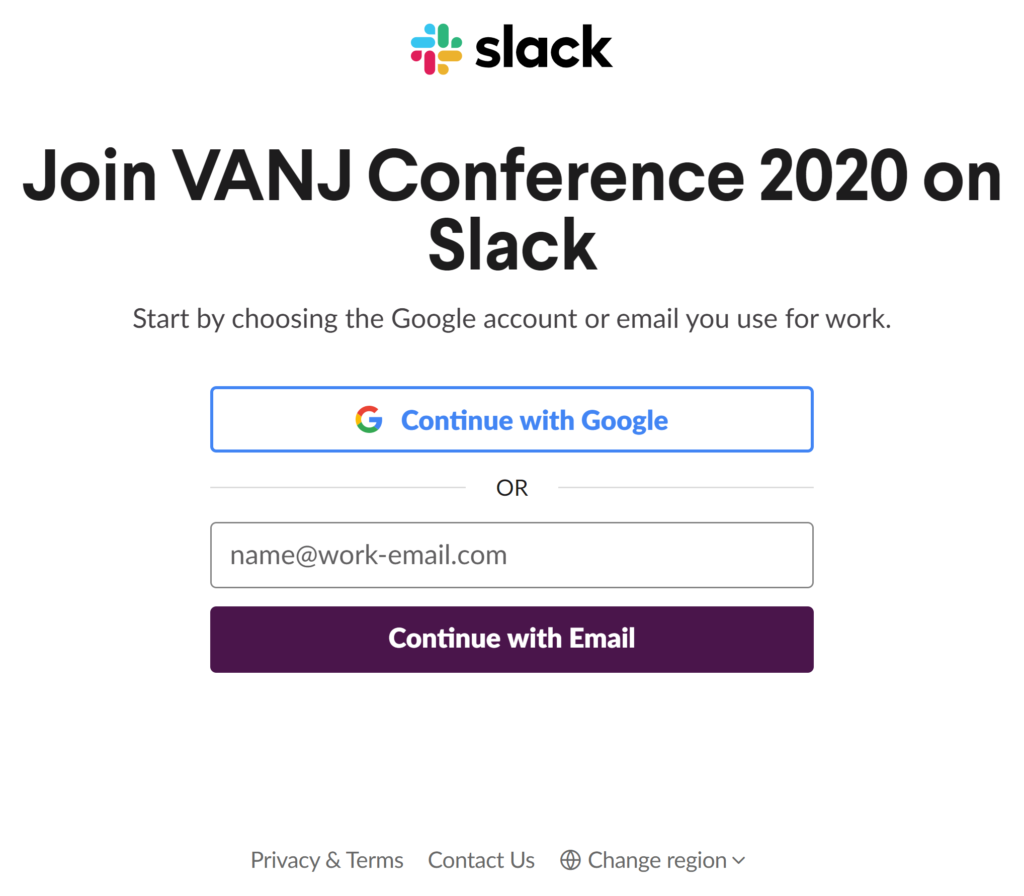 slack
Join VANJ Conference 2020 on
Slack
Start by choosing the Google account or email you use for work.
Continue with Google
OR
name@work-email.com
Continue with Email
Privacy & Terms Contact Us Change region